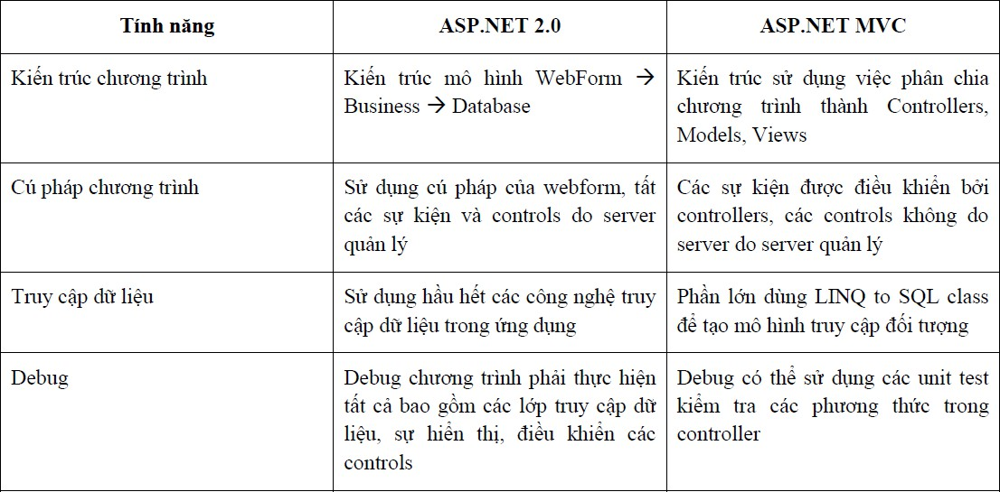 Tính năng
ASP.NET 2.0
ASP.NET MVC
Kiến trúc chương trình
Kiến trúc mô hình WebForm →
Business → Database
Kiến trúc sử dụng việc phân chia
chương trình thành Controllers,
Models, Views
Cú pháp chương trình
Sử dụng cú pháp của webform, tất
các sự kiện và controls do server
quản lý
Các sự kiện được điều khiển bởi
controllers, các controls không do
server do server quản lý
Truy cập dữ liệu
Sử dụng hầu hết các công nghệ truy
cập dữ liệu trong ứng dụng
Phần lớn dùng LINQ to SQL class
để tạo mô hình truy cập đối tượng
Debug
Debug chương trình phải thực hiện
tất cả bao gồm các lớp truy cập dữ
liệu, sự hiển thị, điều khiển các
controls
Debug có thể sử dụng các unit test
kiểm tra các phương thức trong
controller